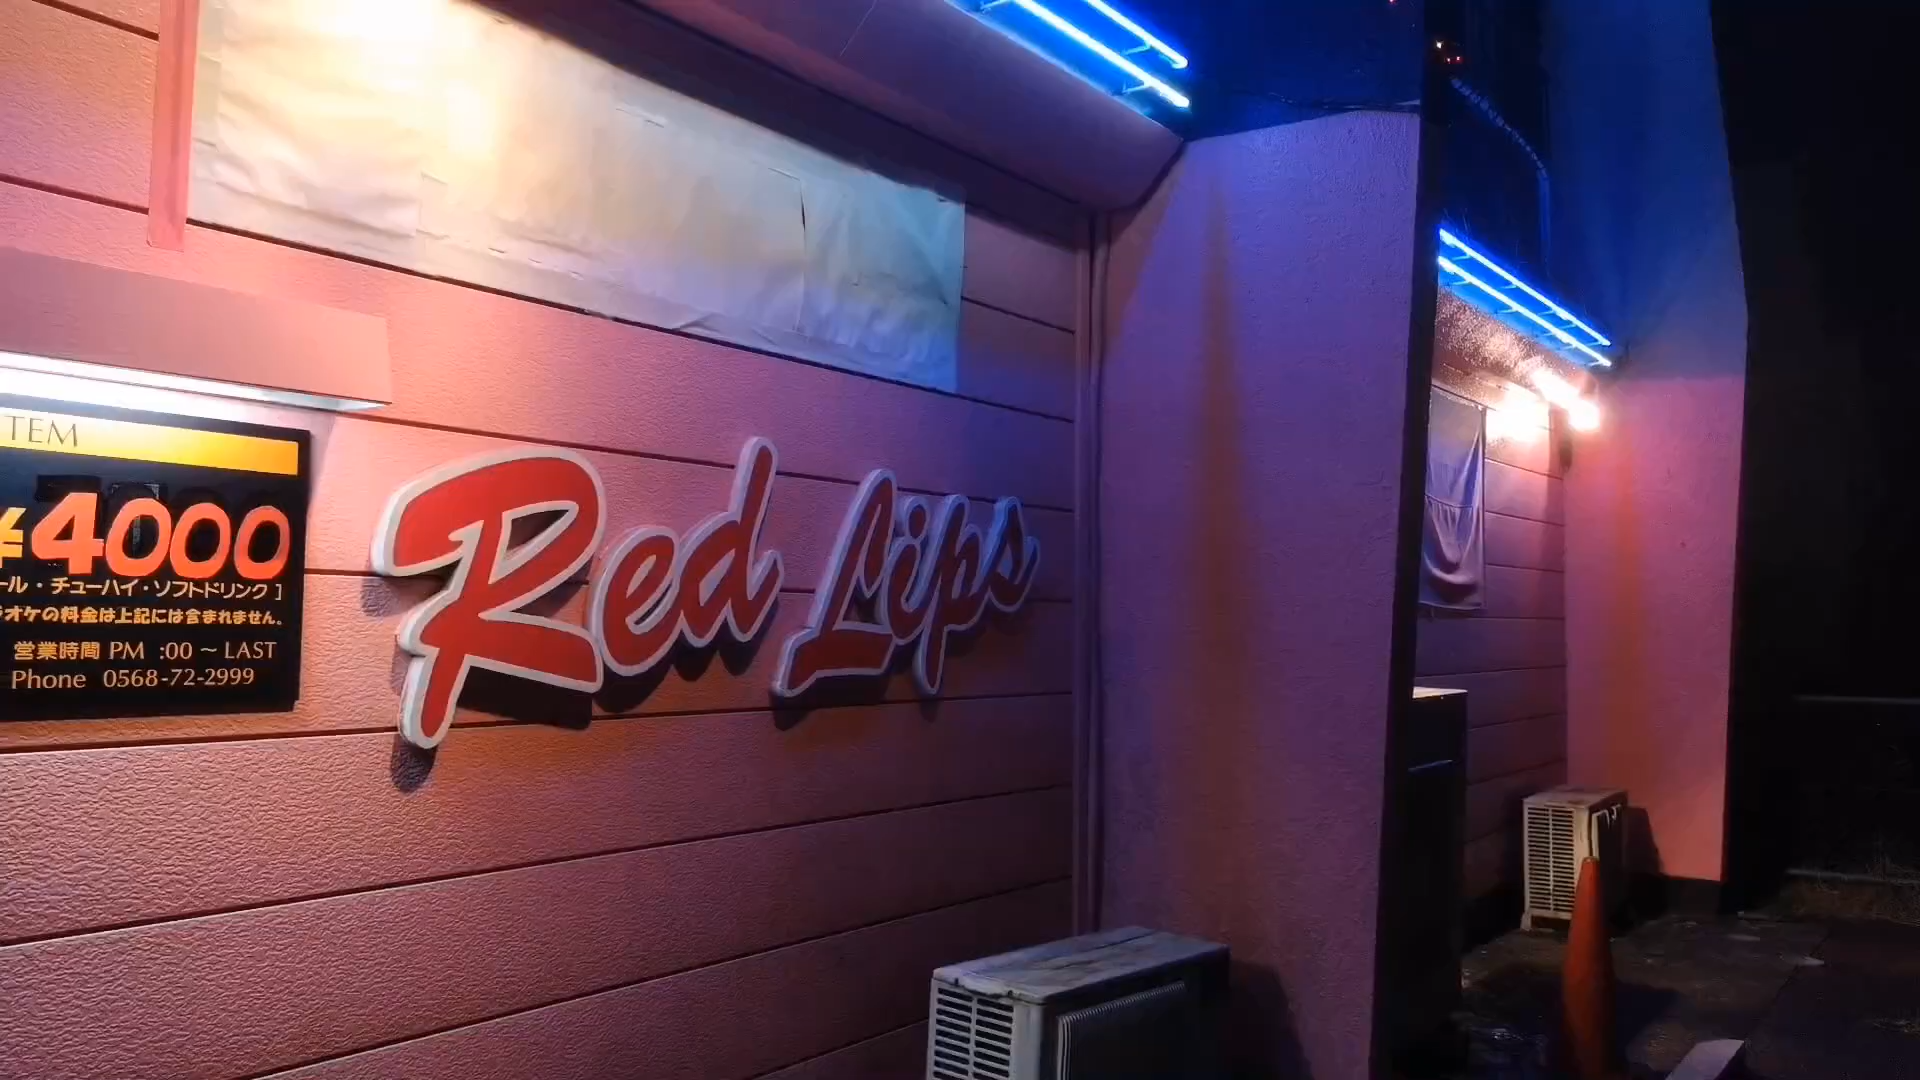 TEM
¥4000
ール・チューハイ・ソフトドリンク]
オケの料金は上記には含まれません。
営業時間 PM :00 ~ LAST
Phone 0568-72-2999
Red Lips